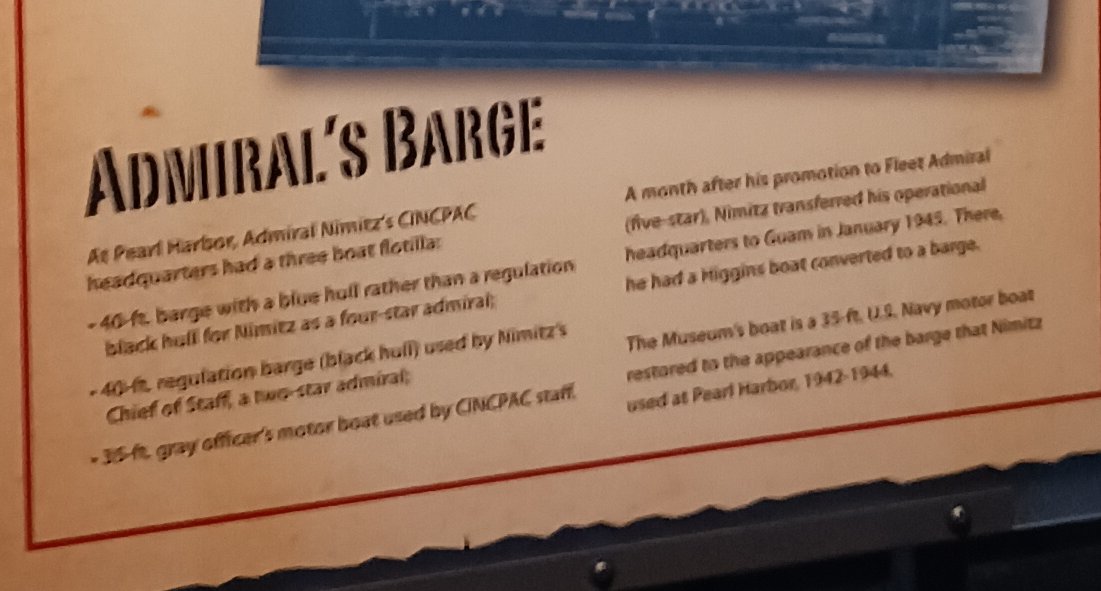 ADMIRAL'S BARGE
At Pearl Harbor, Admiral Nimitz's CINCPAC
headquarters had a three boat flotilla:
- 40-ft. barge with a blue hull rather than a regulation
black hull for Nimitz as a four-star admiral;
- 40-ft. regulation barge (black hull) used by Nimitz's
Chief of Staff, a two-star admiral;
- 35-ft. gray officer's motor boat used by CINCPAC staff.
A month after his promotion to Fleet Admiral
(five-star), Nimitz transferred his operational
headquarters to Guam in January 1945. There,
he had a Higgins boat converted to a barge.
The Museum's boat is a 35-ft. U.S. Navy motor boat
restored to the appearance of the barge that Nimitz
used at Pearl Harbor, 1942-1944.